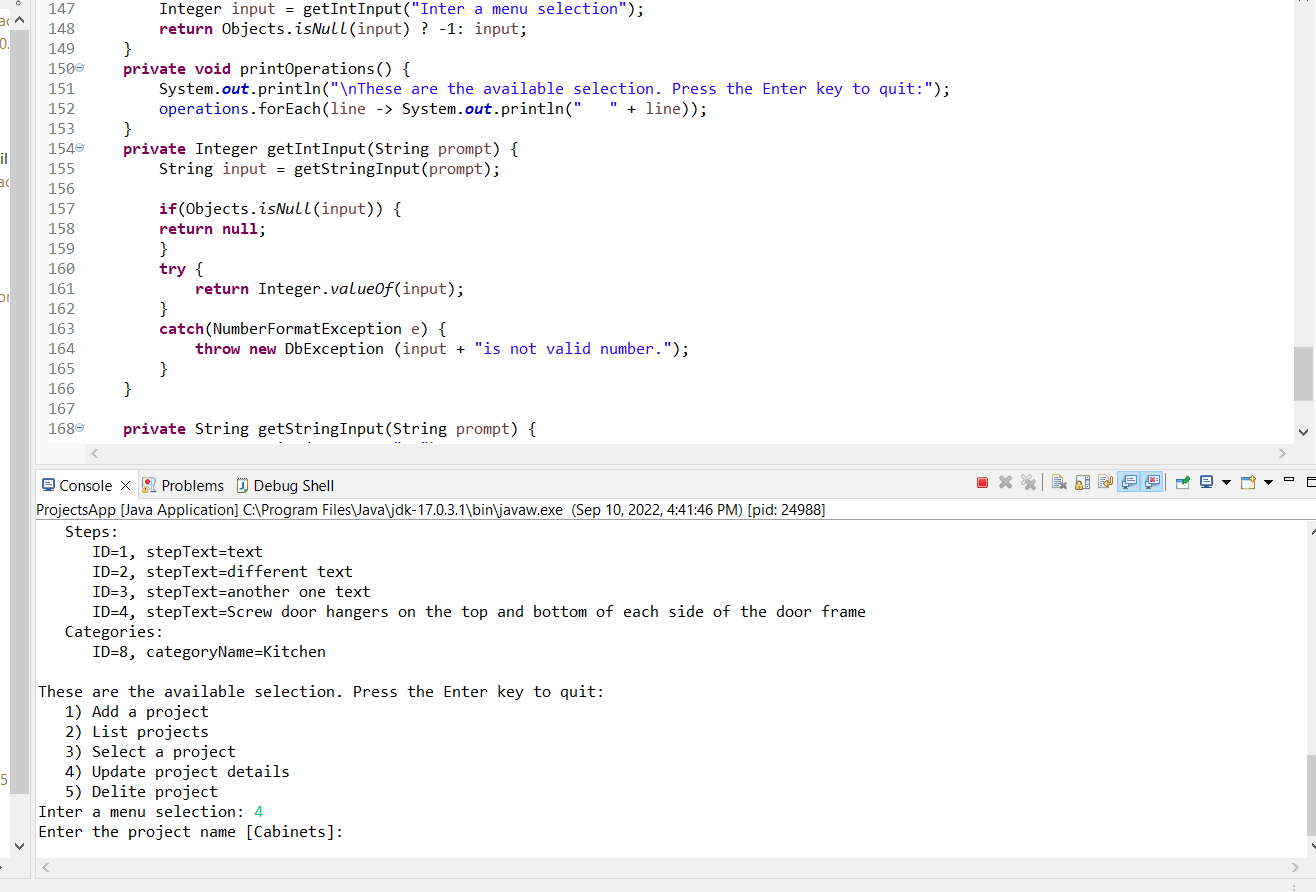 147 Integer input = getIntInput("Inter a menu selection");
148 return Objects.isNull(input) ? -1: input;
149 }
150 private void printOperations() {
151 System.out.println("\nThese are the available selection. Press the Enter key to quit:");
152 operations.forEach(line -> System.out.println("   " + line));
153 }
154 private Integer getIntInput(String prompt) {
155 String input = getStringInput(prompt);
156
157 if(Objects.isNull(input)) {
158 return null;
159 }
160 try {
161 return Integer.valueOf(input);
162 }
163 catch(NumberFormatException e) {
164 throw new DbException (input + "is not valid number.");
165 }
166 }
167
168 private String getStringInput(String prompt) {
Console Problems Debug Shell
ProjectsApp [Java Application] C:\Program Files\Java\jdk-17.0.3.1\bin\javaw.exe (Sep 10, 2022, 4:41:46 PM) [pid: 24988]
Steps:
ID=1, stepText=text
ID=2, stepText=different text
ID=3, stepText=another one text
ID=4, stepText=Screw door hangers on the top and bottom of each side of the door frame
Categories:
ID=8, categoryName=Kitchen
These are the available selection. Press the Enter key to quit:
1) Add a project
2) List projects
3) Select a project
4) Update project details
5) Delite project
Inter a menu selection: 4
Enter the project name [Cabinets]: